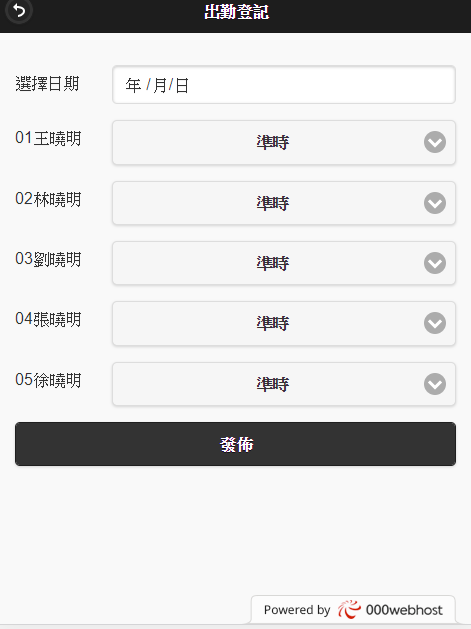 出勤登記
選擇日期
年 /月/日
01王曉明
準時
02林曉明
準時
03劉曉明
準時
04張曉明
準時
05徐曉明
準時
發佈
Powered by 000webhost